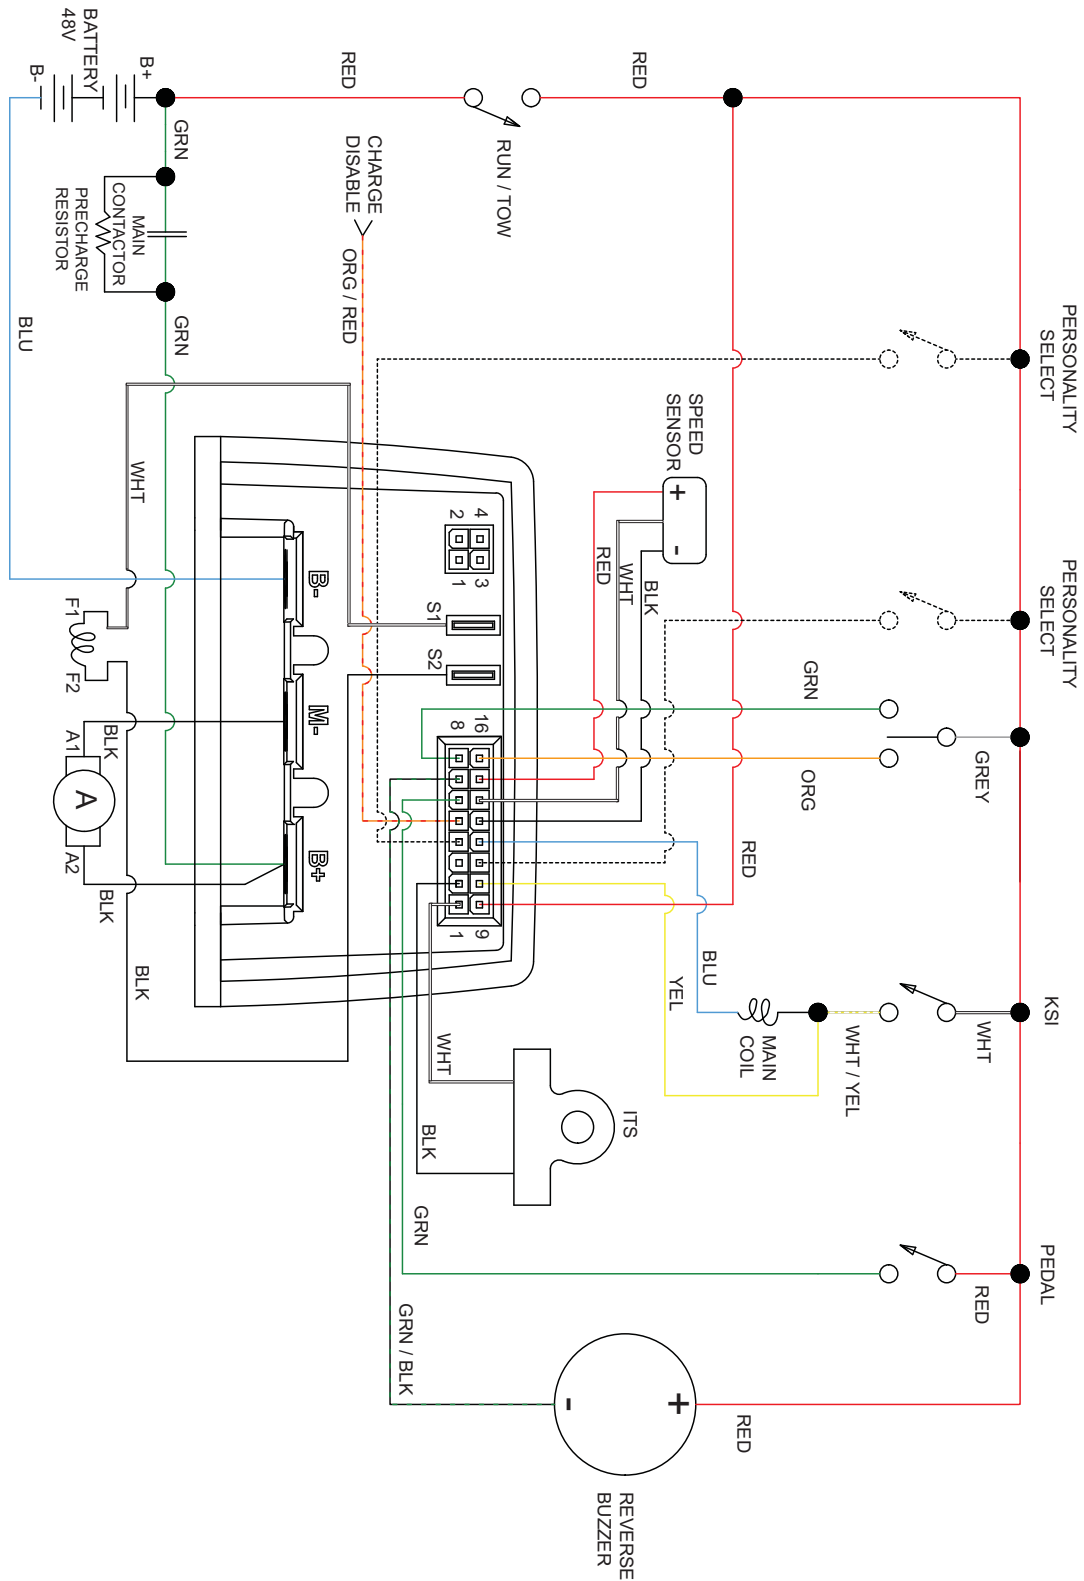 BATTERY
48V
B+
B-
RED
RED
RUN / TOW
GRN
MAIN
CONTACTOR
PRECHARGE
RESISTOR
GRN
BLU
CHARGE
DISABLE
ORG / RED
PERSONALITY
SELECT
PERSONALITY
SELECT
SPEED
SENSOR
+
-
RED
WHT
BLK
WHT
GRN
ORG
GREY
RED
4
2
3
1
S1
S2
16
8
9
1
B-
M-
B+
F1
F2
A1
A
A2
BLK
BLK
BLK
BLU
YEL
MAIN
COIL
WHT / YEL
WHT
KSI
WHT
BLK
ITS
GRN
PEDAL
RED
GRN / BLK
-
+
RED
REVERSE
BUZZER